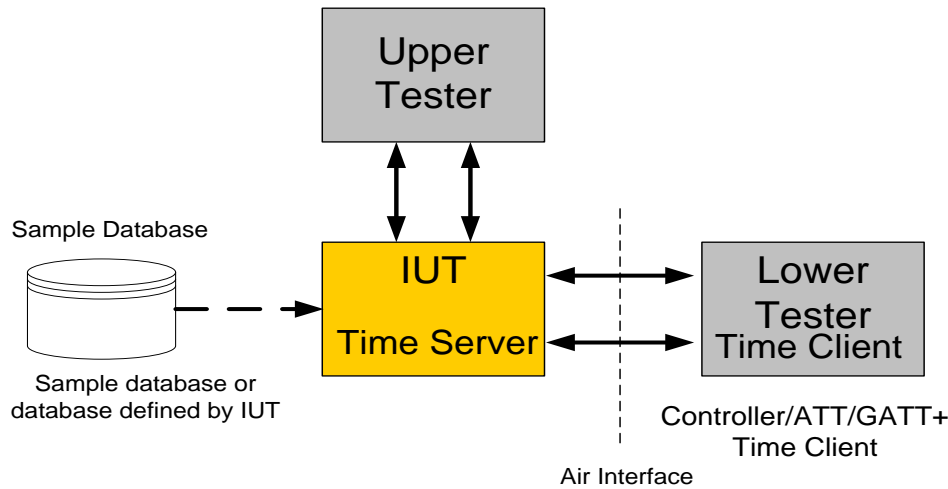 Upper
Tester
Sample Database
IUT
Time Server
Lower
Tester
Time Client
Sample database or
database defined by IUT
Controller/ATT/GATT+
Time Client
Air Interface